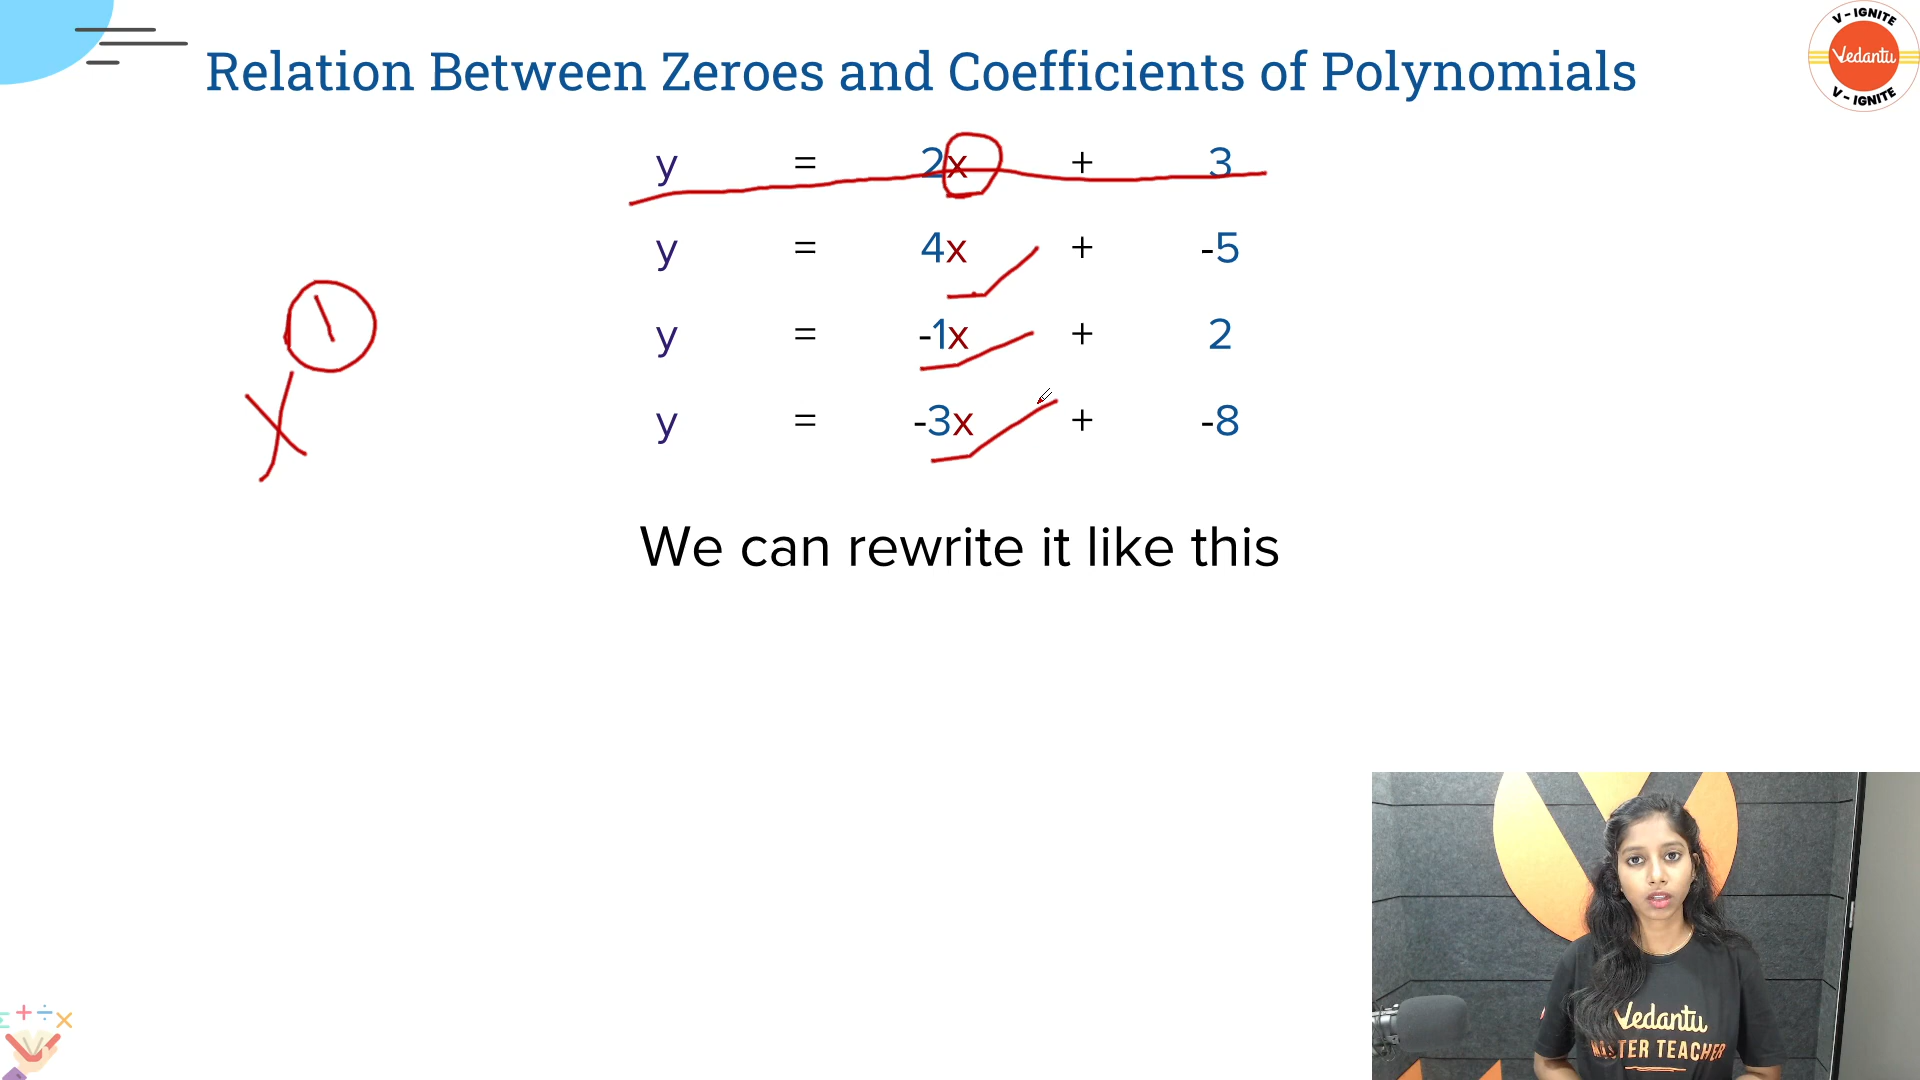 V - IGNITE
Vedantu
V - IGNITE
Relation Between Zeroes and Coefficients of Polynomials
y = 2x + 3
y = 4x + -5
y = -1x + 2
y = -3x + -8
x 1
We can rewrite it like this
Σ + ÷ ×
Vedantu
MASTER TEACHER